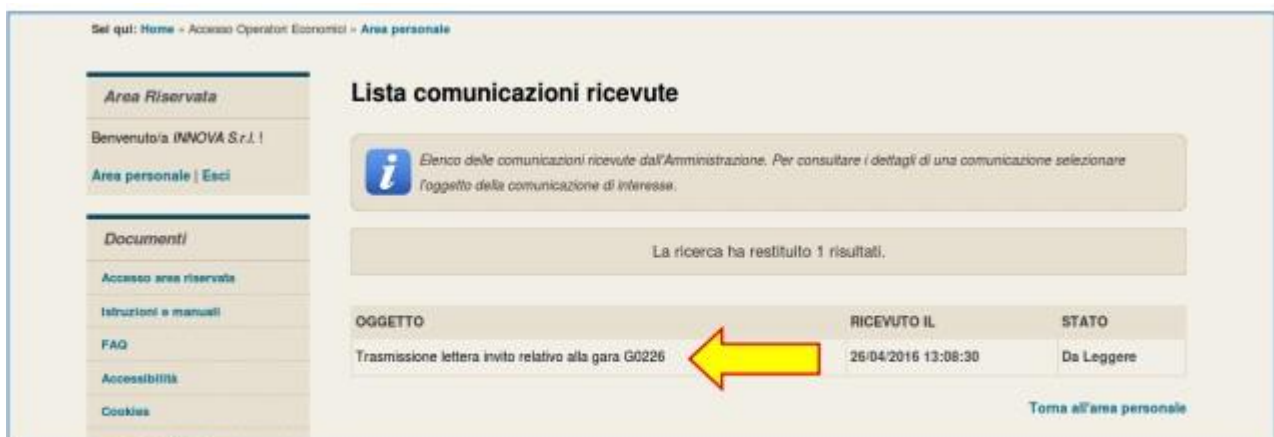 Sei qui: Home » Accesso Operatori Economici » Area personale
Area Riservata
Benvenuto/a INNOVA S.r.l. !
Area personale | Esci
Documenti
Accesso area riservata
Istruzioni e manuali
FAQ
Accessibilità
Cookies
Lista comunicazioni ricevute
Elenco delle comunicazioni ricevute dall'Amministrazione. Per consultare i dettagli di una comunicazione selezionare
l'oggetto della comunicazione di interesse.
La ricerca ha restituito 1 risultati.
OGGETTO RICEVUTO IL STATO
Trasmissione lettera invito relativo alla gara G0226 26/04/2016 13:08:30 Da Leggere
Torna all'area personale